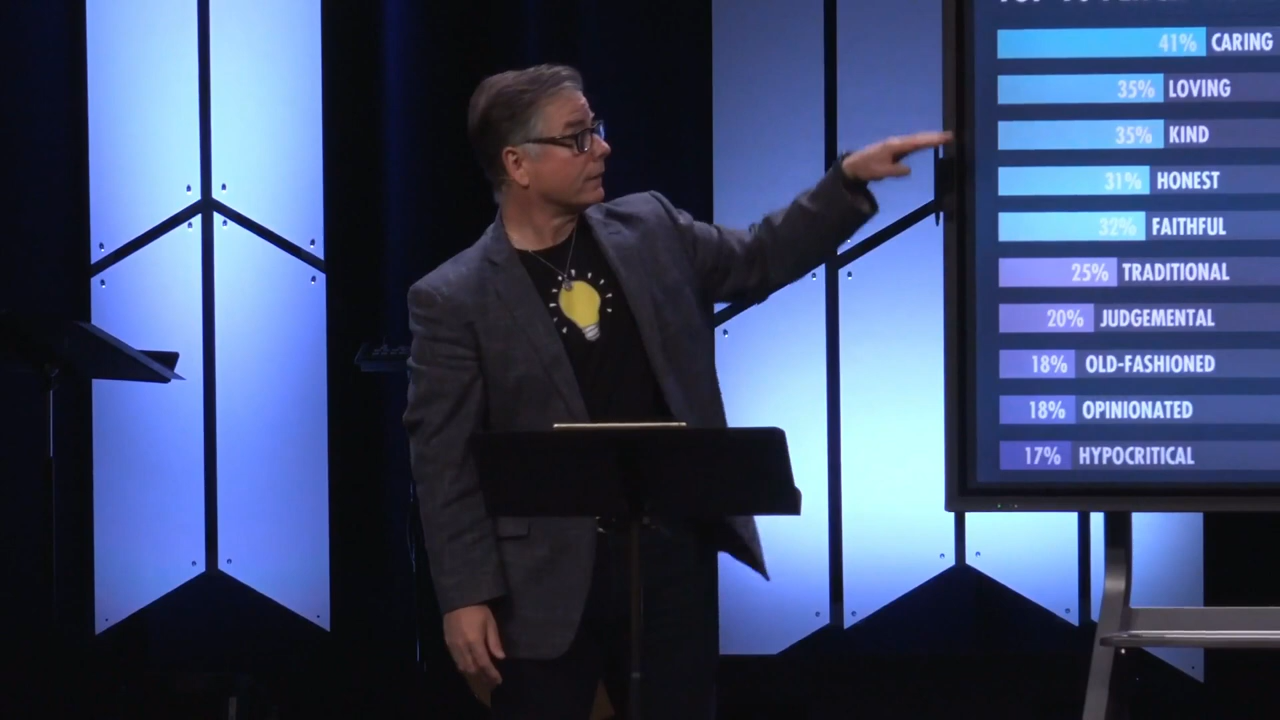 41% CARING
35% LOVING
35% KIND
31% HONEST
32% FAITHFUL
25% TRADITIONAL
20% JUDGEMENTAL
18% OLD-FASHIONED
18% OPINIONATED
17% HYPOCRITICAL